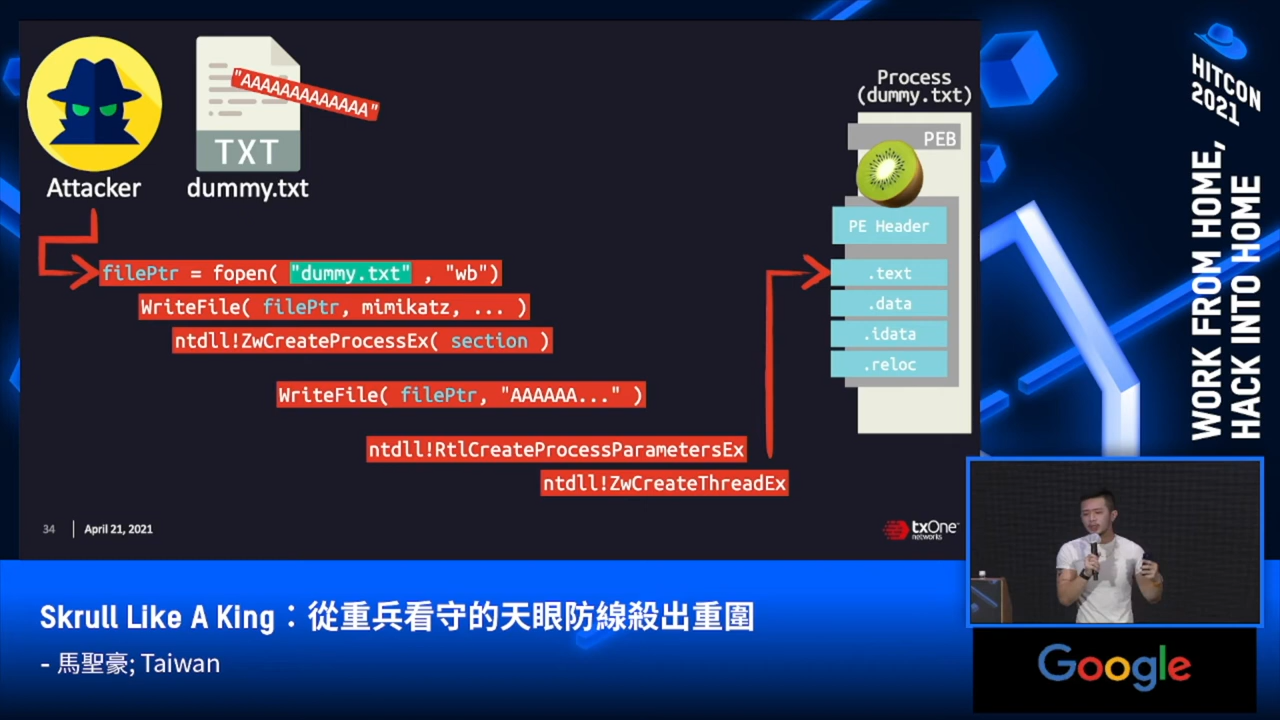 "AAAAAAAAAAAAA"
TXT
Attacker
dummy.txt
filePtr = fopen( "dummy.txt" , "wb")
WriteFile( filePtr, mimikatz, ... )
ntdll!ZwCreateProcessEx( section )
WriteFile( filePtr, "AAAAAA..." )
ntdll!RtlCreateProcessParametersEx
ntdll!ZwCreateThreadEx
Process
(dummy.txt)
PEB
PE Header
.text
.data
.idata
.reloc
34 | April 21, 2021
txOne
networks
HITCON
2021
WORK FROM HOME,
HACK INTO HOME
Skrull Like A King：從重兵看守的天眼防線殺出重圍
- 馬聖豪; Taiwan
Google